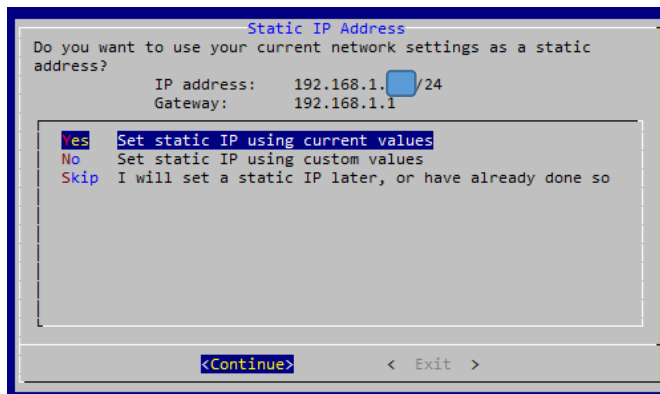 Static IP Address
Do you want to use your current network settings as a static
address?
IP address: 192.168.1. /24
Gateway: 192.168.1.1
Yes Set static IP using current values
No Set static IP using custom values
Skip I will set a static IP later, or have already done so
<Continue> < Exit >